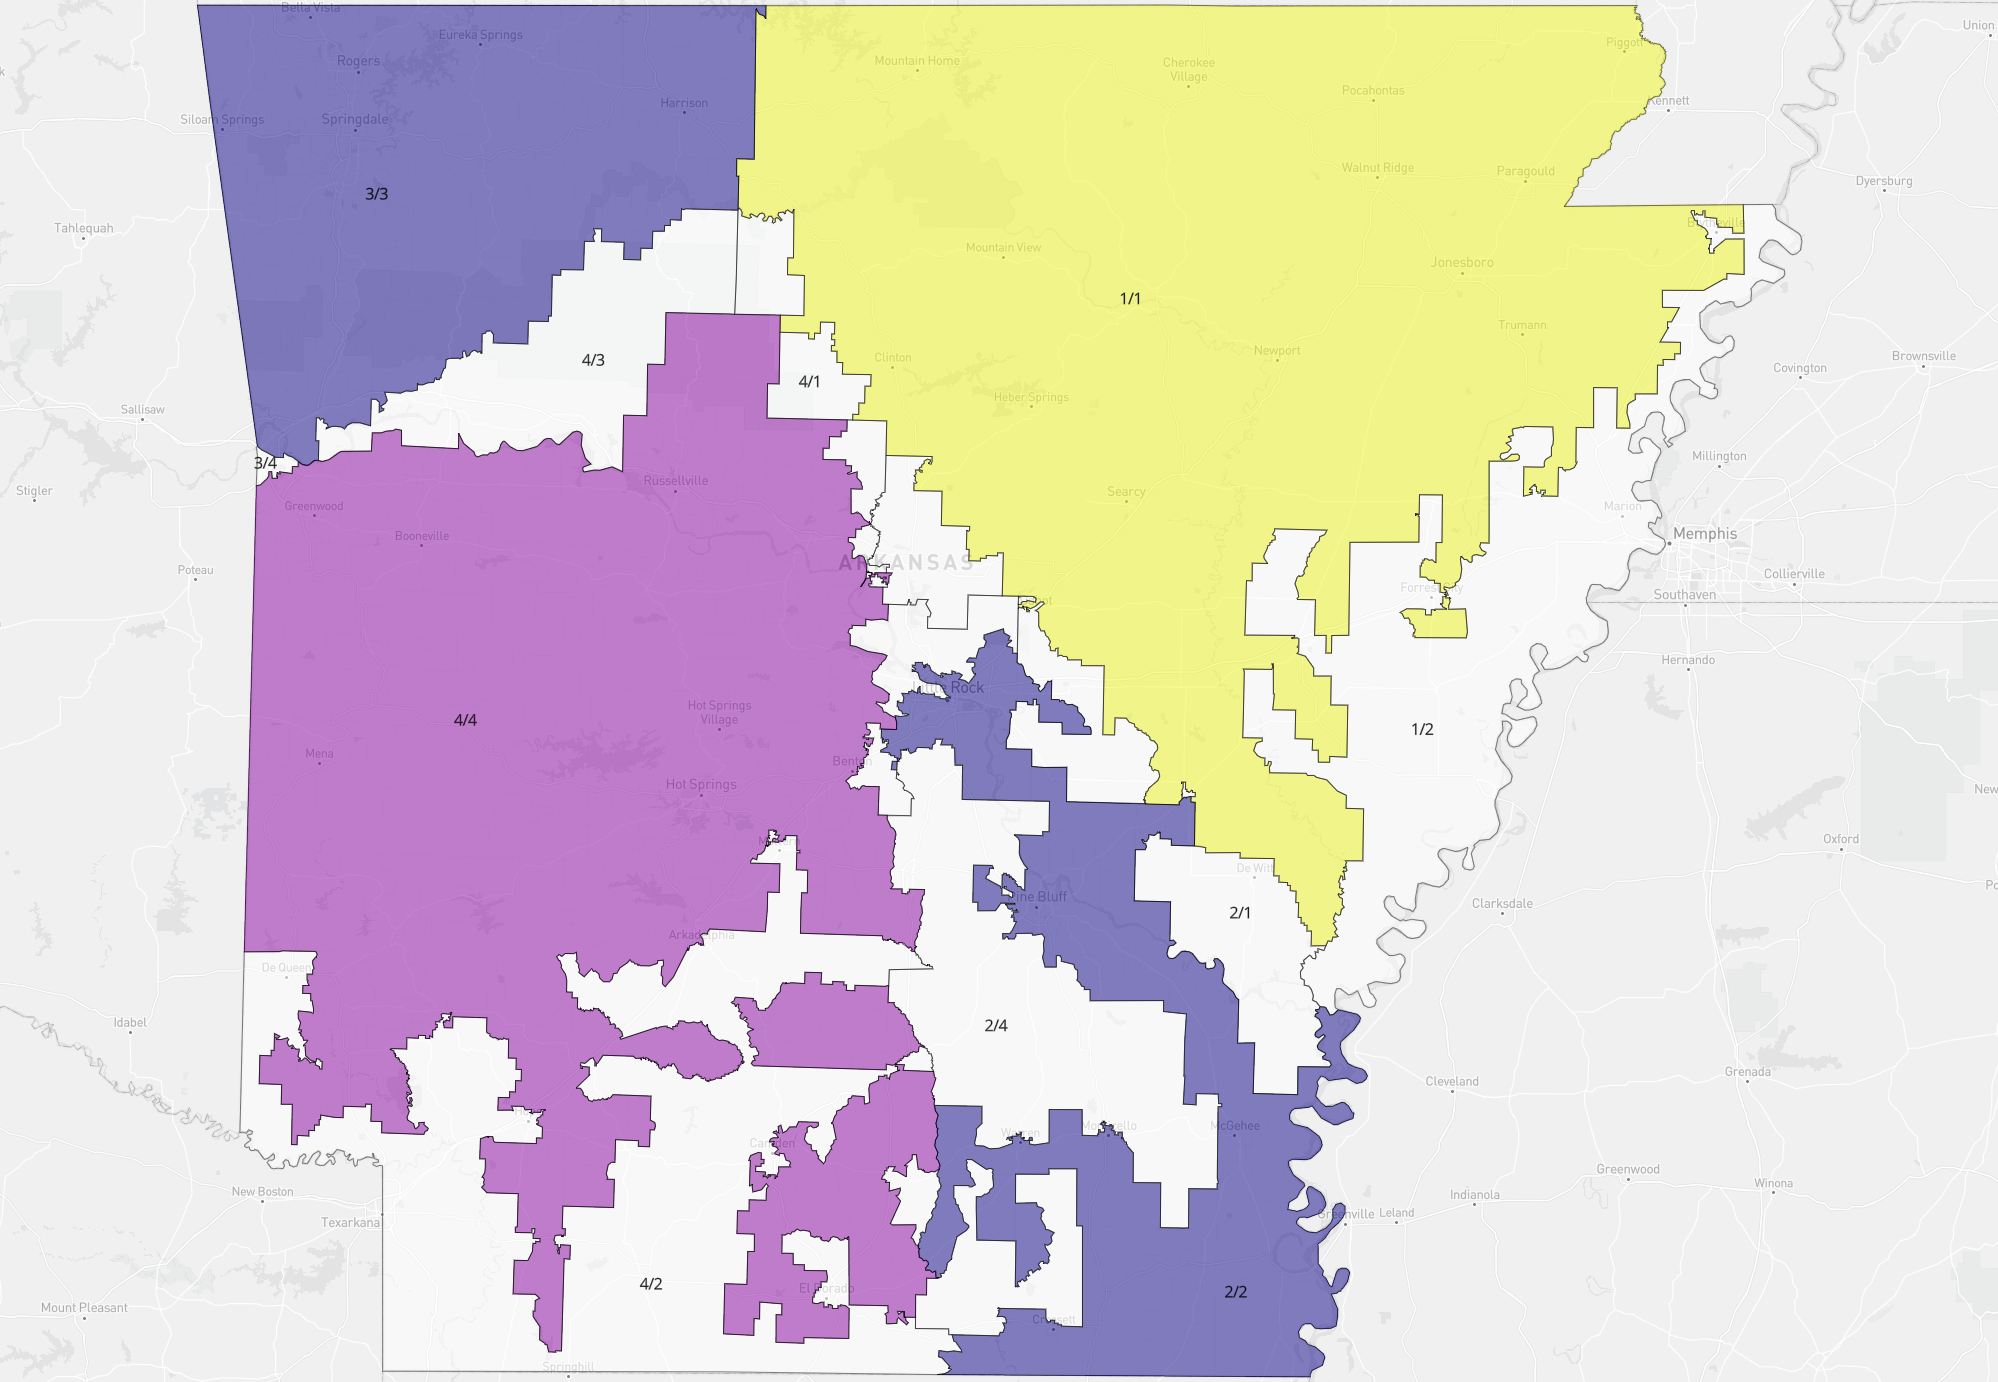 Bella Vista
Eureka Springs
Rogers
Harrison
Siloam Springs
Springdale
3/3
Tahlequah
Mountain Home
Cherokee
Village
Pocahontas
Piggott
Kennett
Union
Walnut Ridge
Paragould
Dyersburg
Mountain View
Jonesboro
1/1
Trumann
Newport
Clinton
Heber Springs
Covington
Brownsville
4/3
4/1
Sallisaw
3/4
Stigler
Greenwood
Booneville
Russellville
Searcy
Millington
Marion
Memphis
Poteau
ARKANSAS
Forrest City
Collierville
Southaven
Hernando
Little Rock
4/4
Hot Springs
Village
Mena
Benton
Hot Springs
1/2
New
Oxford
De Witt
Pine Bluff
2/1
Clarksdale
Arkadelphia
De Queen
Idabel
2/4
Cleveland
Grenada
Camden
Warren
Monticello
McGehee
New Boston
Texarkana
Greenwood
Winona
Indianola
Greenville
Leland
4/2
El Dorado
2/2
Mount Pleasant
Crossett
Springhill